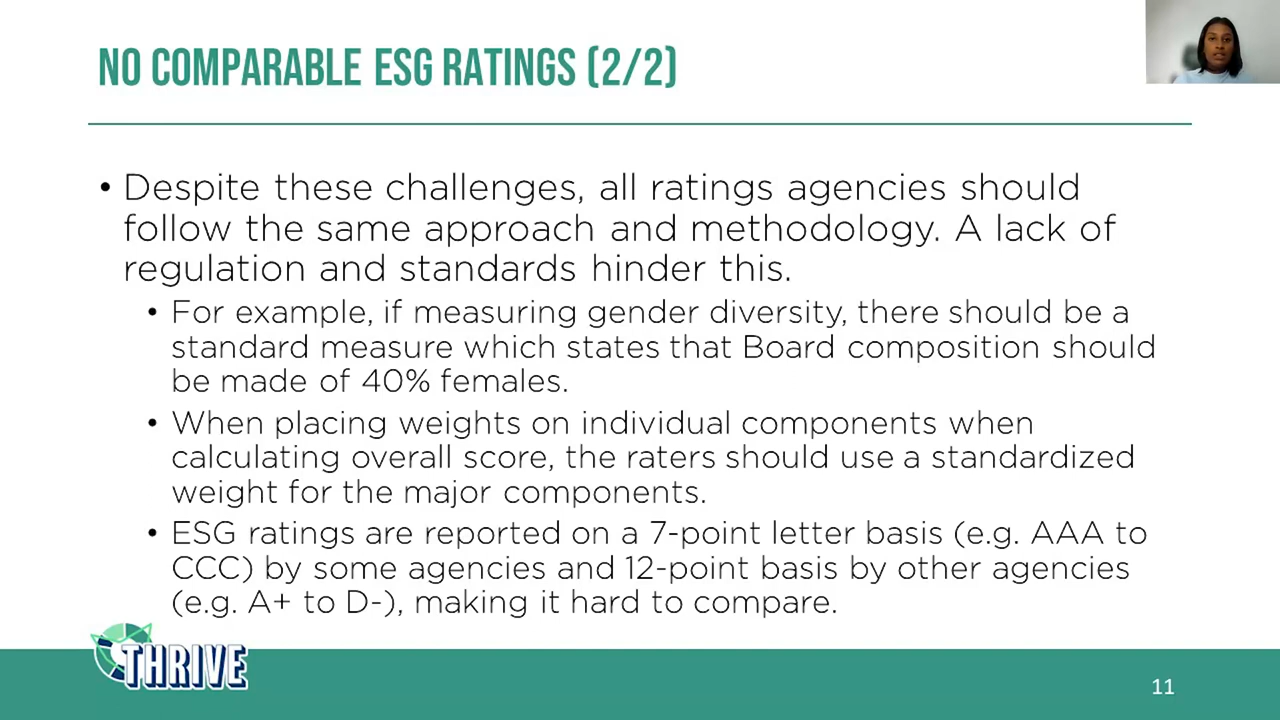 NO COMPARABLE ESG RATINGS (2/2)
• Despite these challenges, all ratings agencies should
follow the same approach and methodology. A lack of
regulation and standards hinder this.
• For example, if measuring gender diversity, there should be a
standard measure which states that Board composition should
be made of 40% females.
• When placing weights on individual components when
calculating overall score, the raters should use a standardized
weight for the major components.
• ESG ratings are reported on a 7-point letter basis (e.g. AAA to
CCC) by some agencies and 12-point basis by other agencies
(e.g. A+ to D-), making it hard to compare.
THRIVE
11